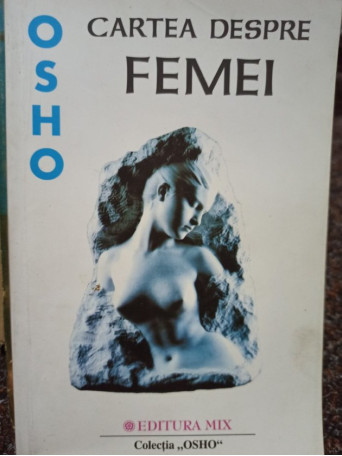 OSHO
CARTEA DESPRE
FEMEI
EDITURA MIX
Colecția „OSHO“